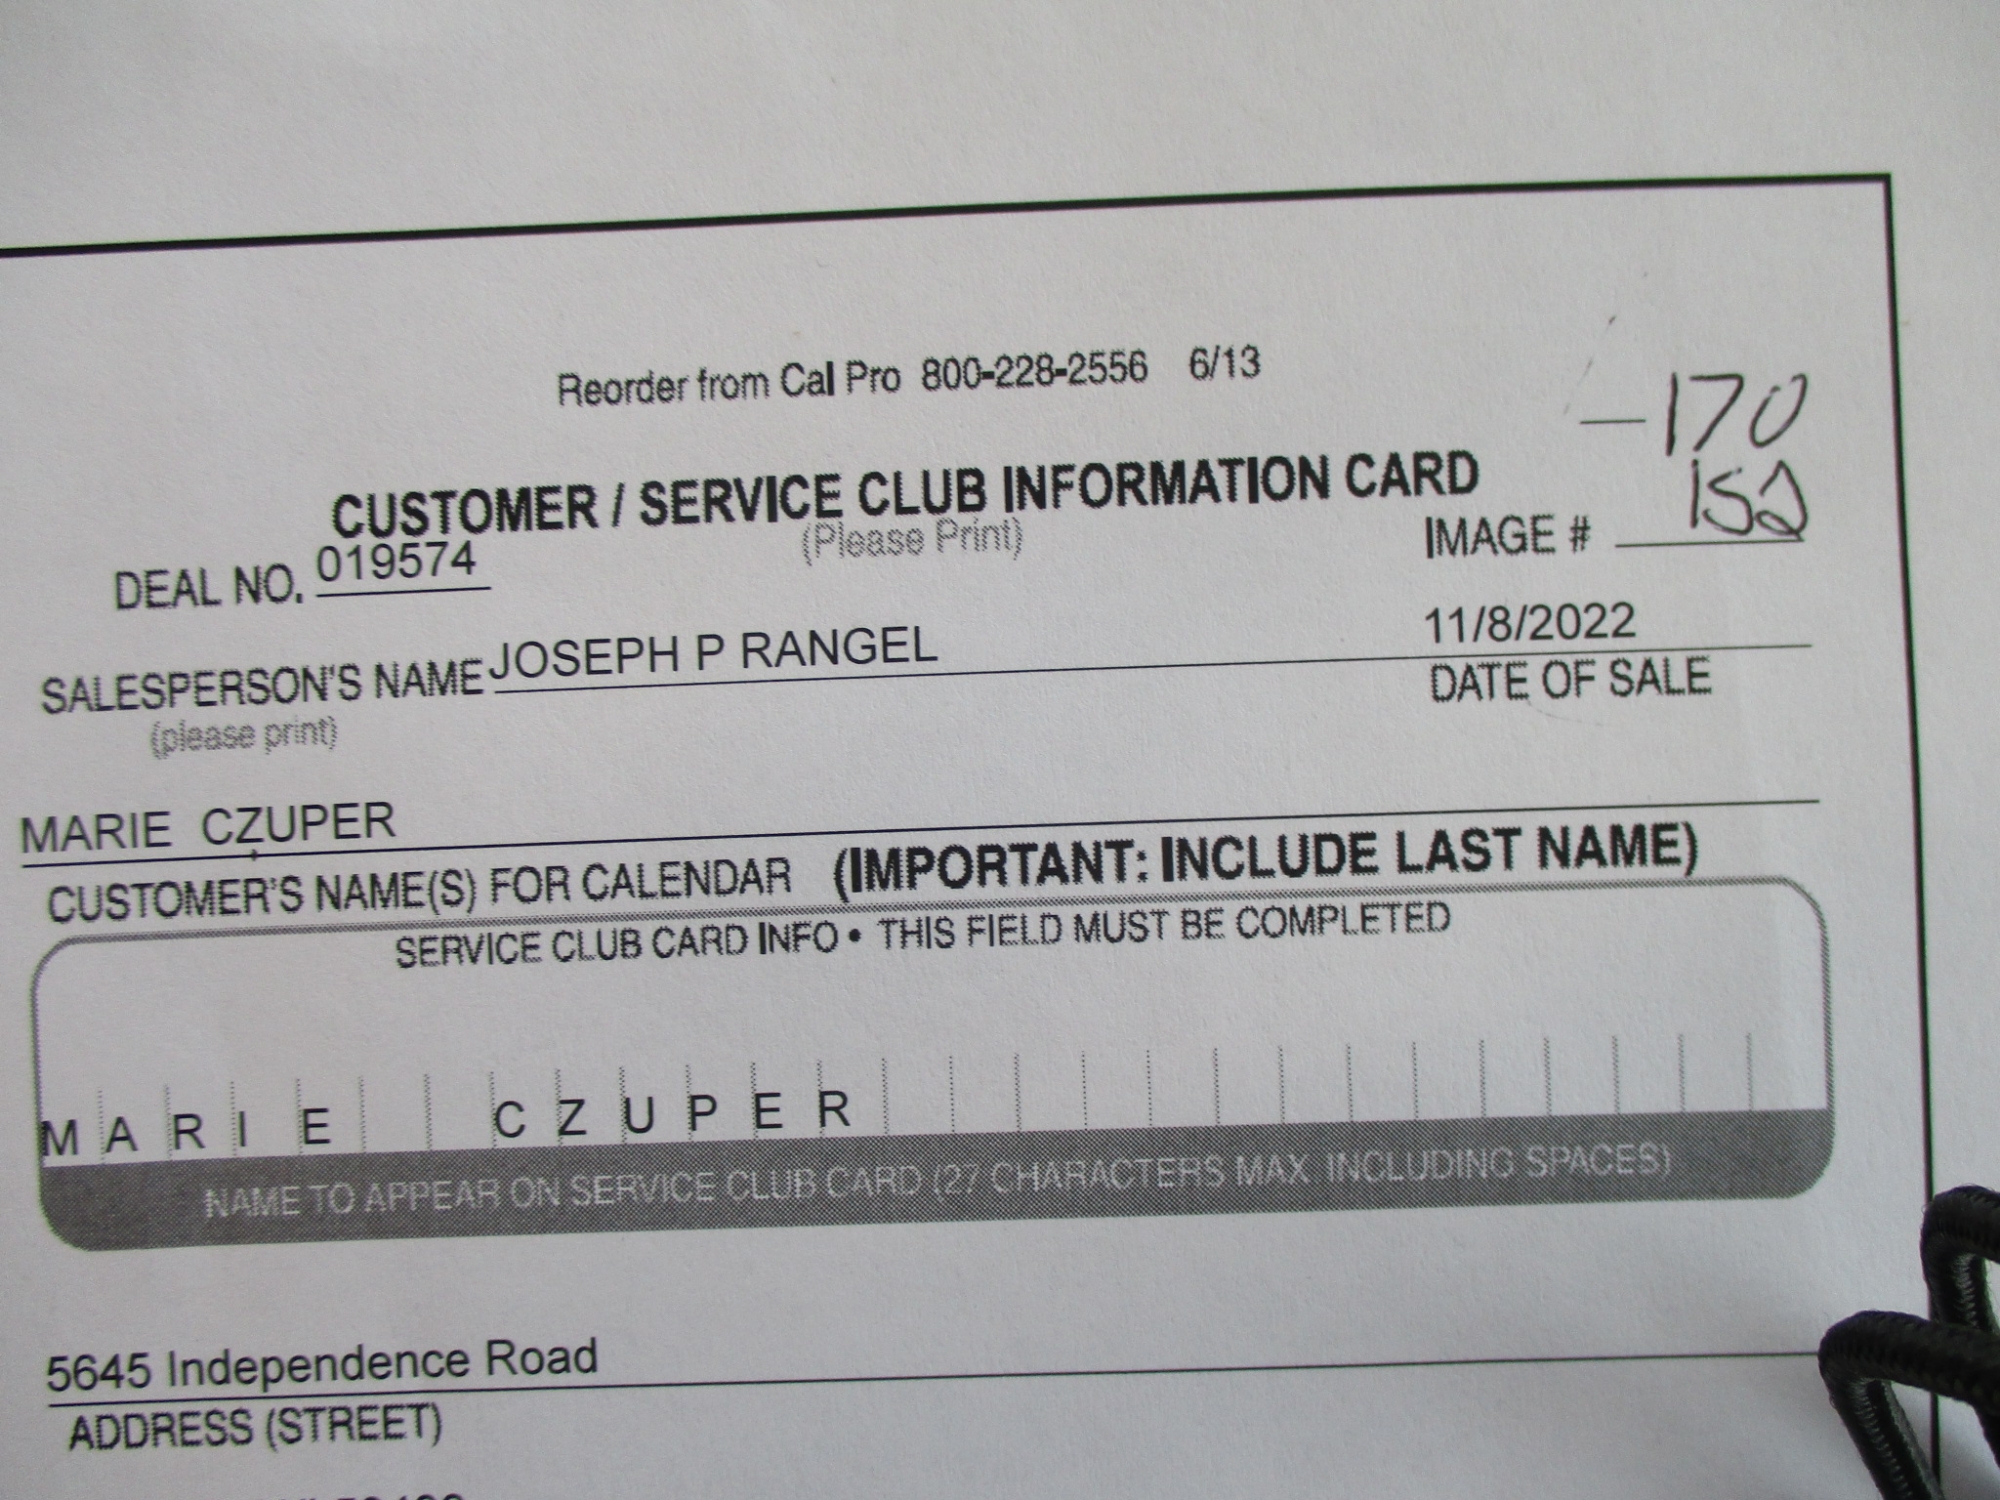 Reorder from Cal Pro 800-228-2556 6/13
— 170
CUSTOMER / SERVICE CLUB INFORMATION CARD
(Please Print)
DEAL NO. 019574
IMAGE # 152
SALESPERSON'S NAME JOSEPH P RANGEL
11/8/2022
(please print)
DATE OF SALE
MARIE CZUPER
CUSTOMER'S NAME(S) FOR CALENDAR (IMPORTANT: INCLUDE LAST NAME)
SERVICE CLUB CARD INFO • THIS FIELD MUST BE COMPLETED
M A R I E C Z U P E R
NAME TO APPEAR ON SERVICE CLUB CARD (27 CHARACTERS MAX INCLUDING SPACES)
5645 Independence Road
ADDRESS (STREET)